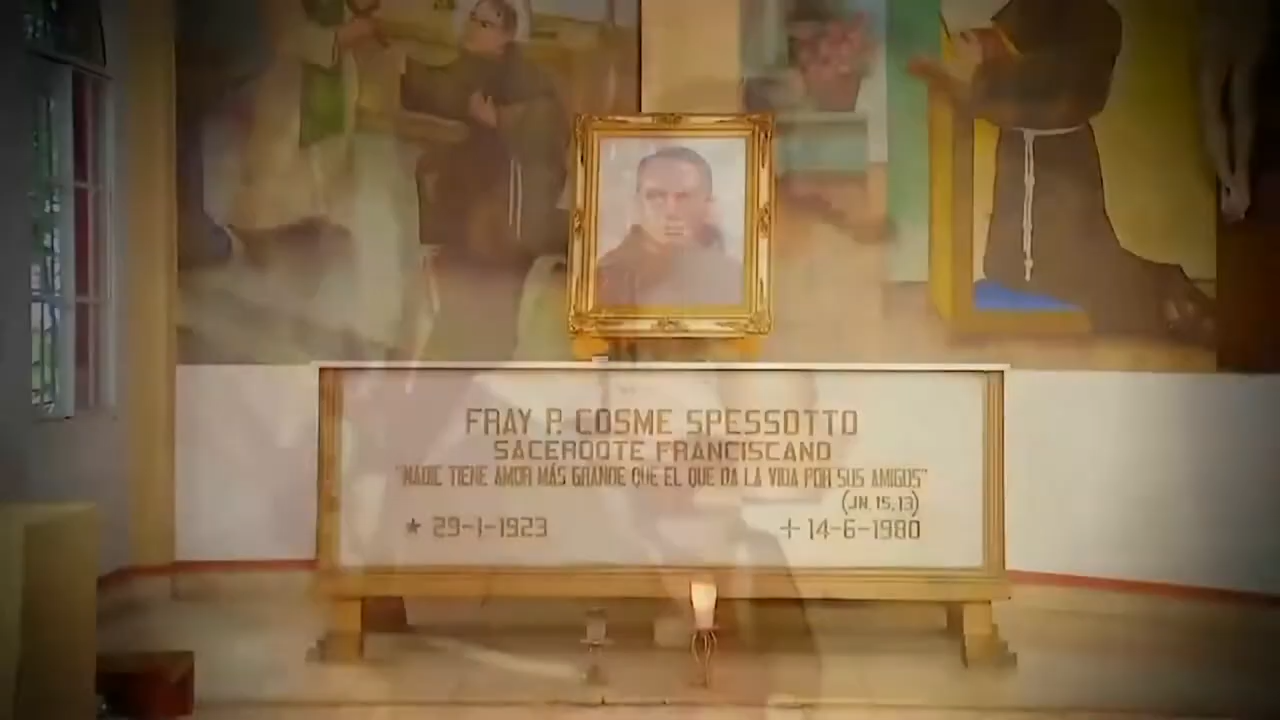 FRAY P. COSME SPESSOTTO
SACERDOTE FRANCISCANO
"NADIE TIENE AMOR MÁS GRANDE QUE EL QUE DA LA VIDA POR SUS AMIGOS"
(JN. 15, 13)
★ 29-1-1923 ✝ 14-6-1980